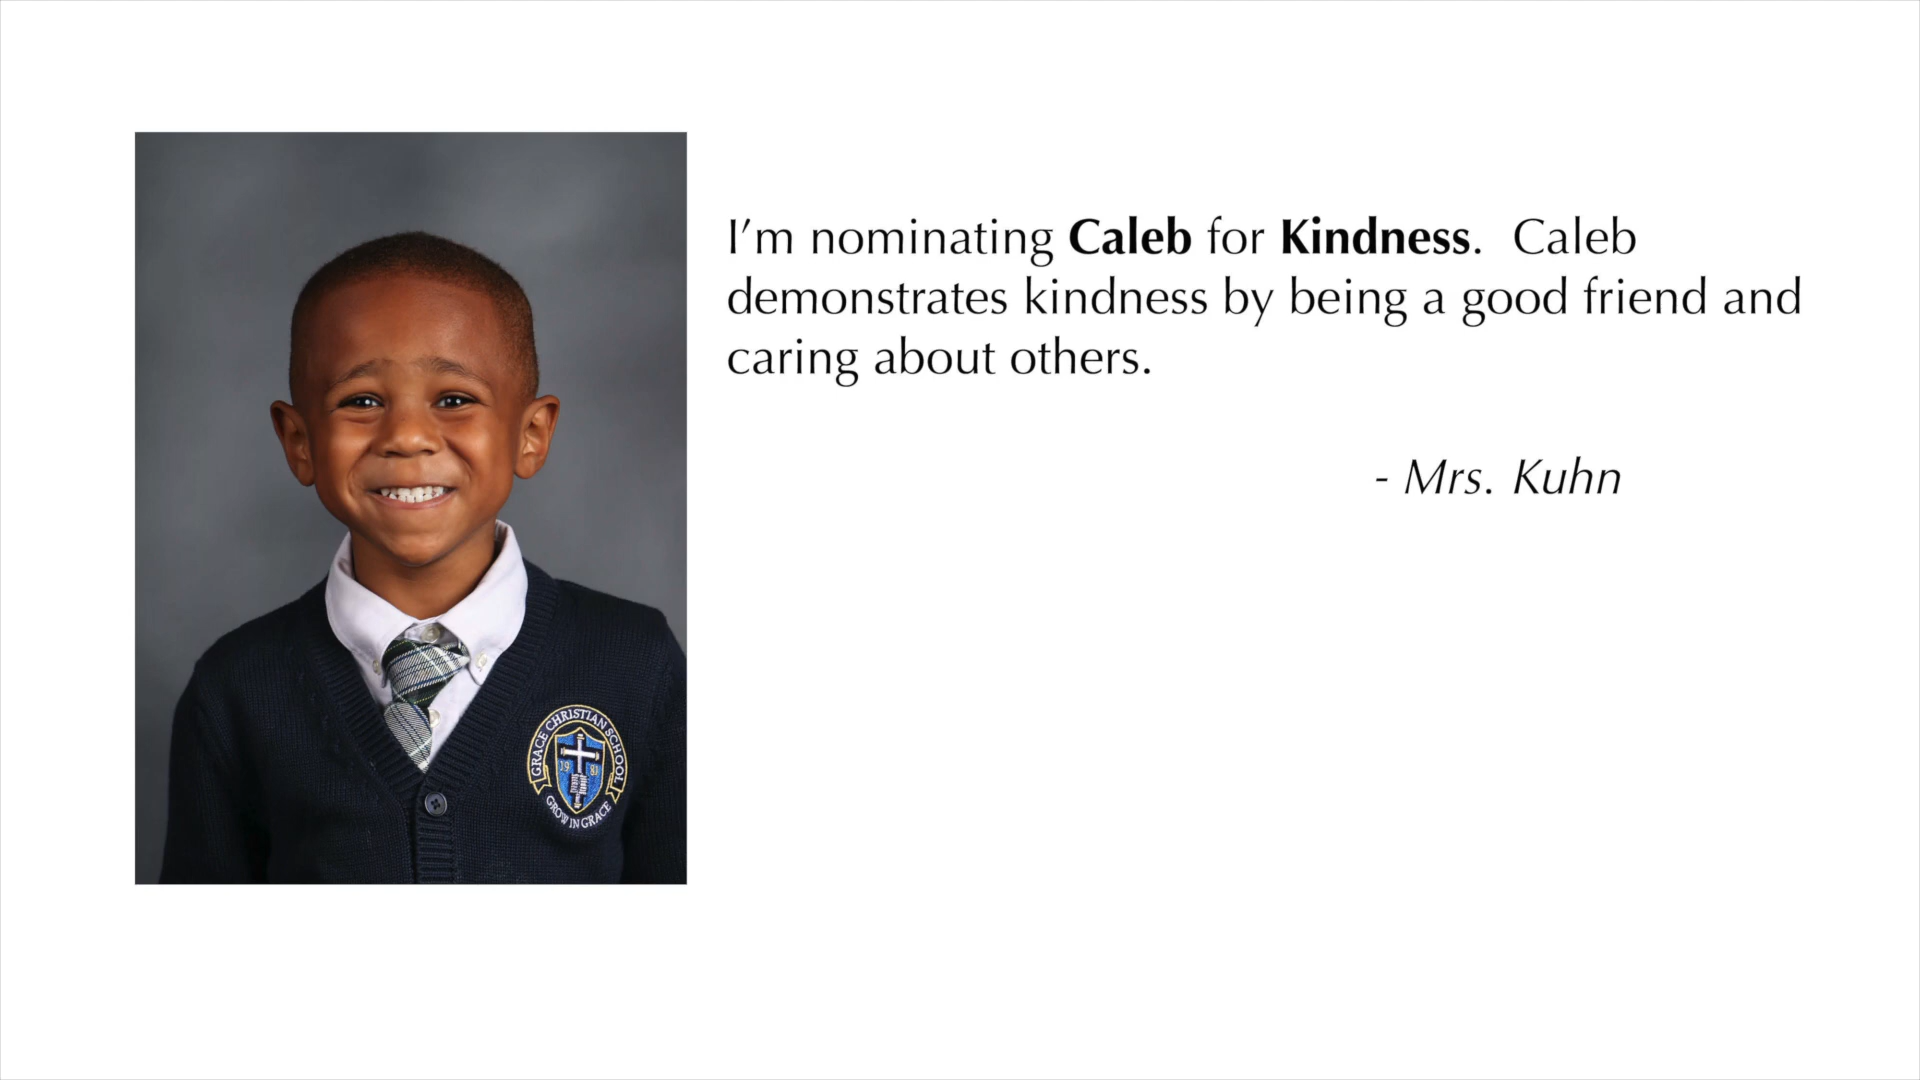 I’m nominating Caleb for Kindness.  Caleb
demonstrates kindness by being a good friend and
caring about others.
- Mrs. Kuhn
GRACE CHRISTIAN SCHOOL
19 81
GROW IN GRACE